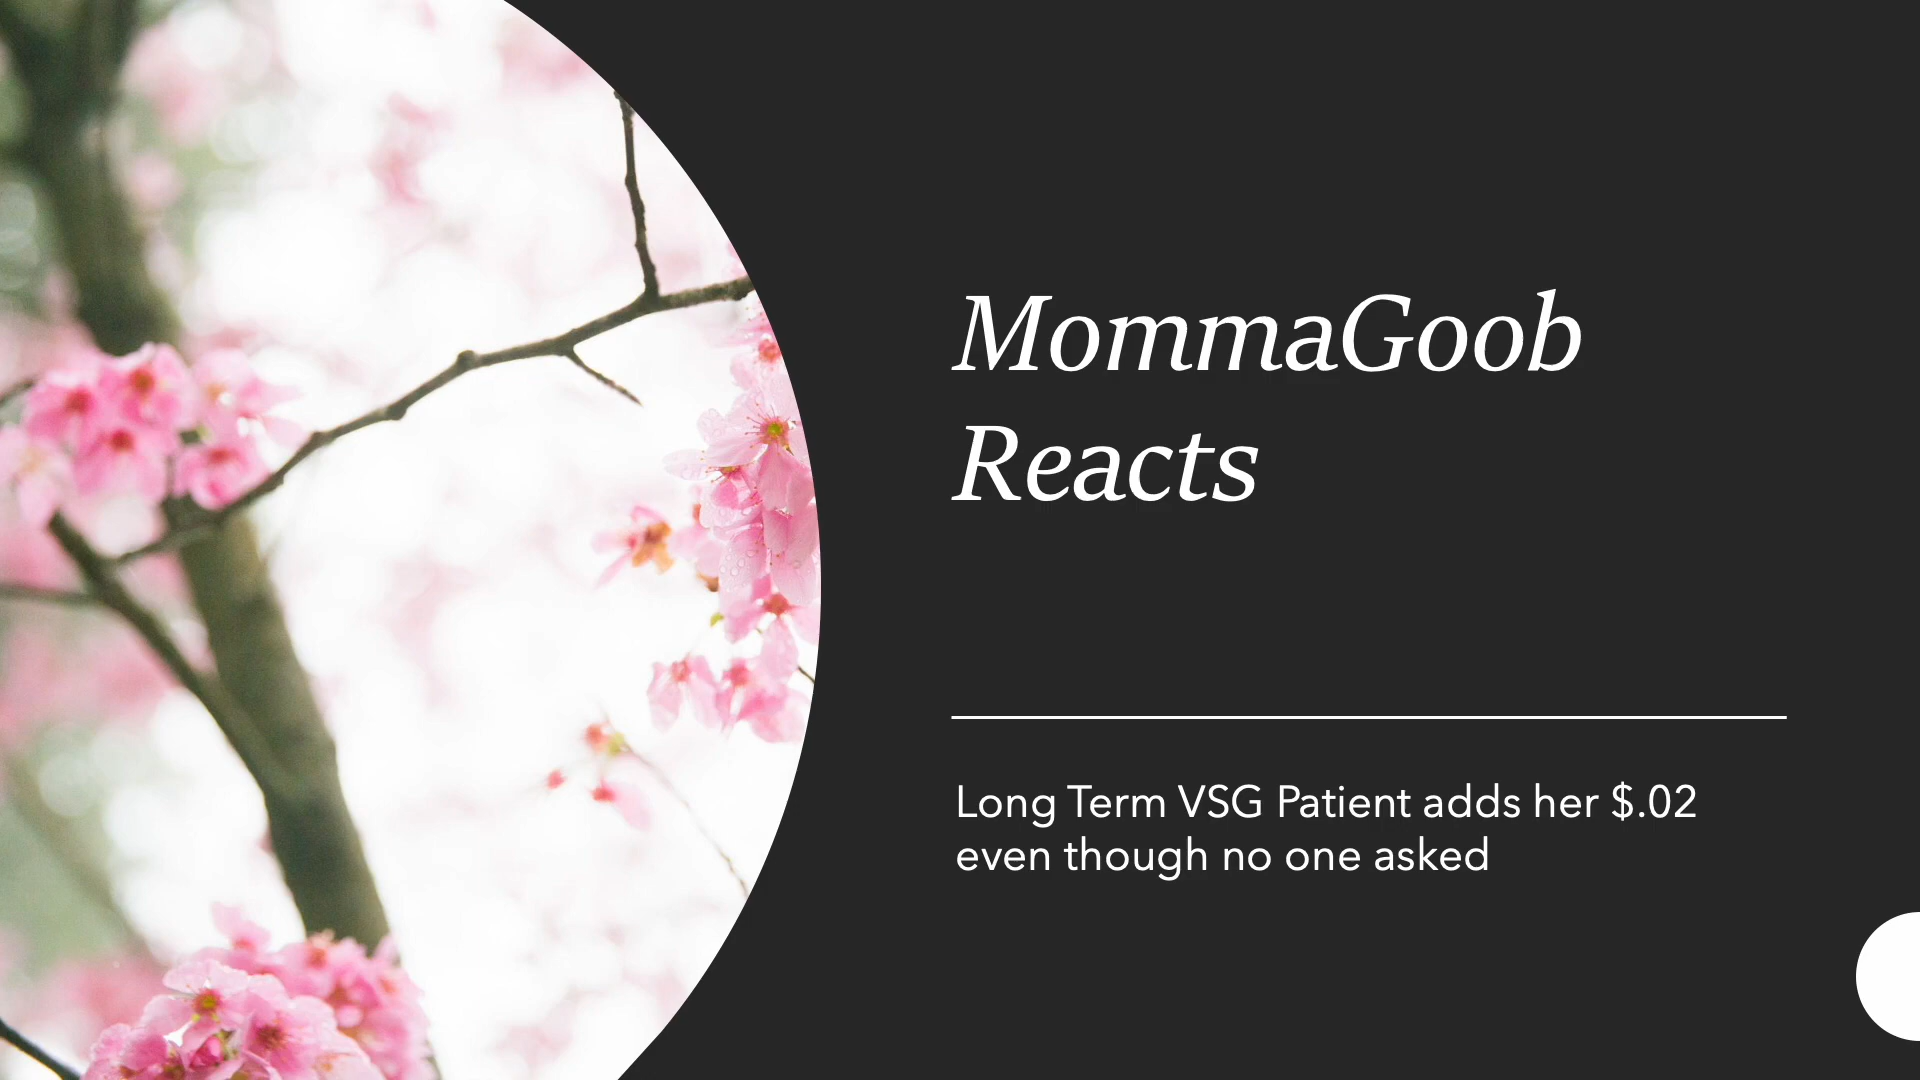 MommaGoob
Reacts
Long Term VSG Patient adds her $.02
even though no one asked